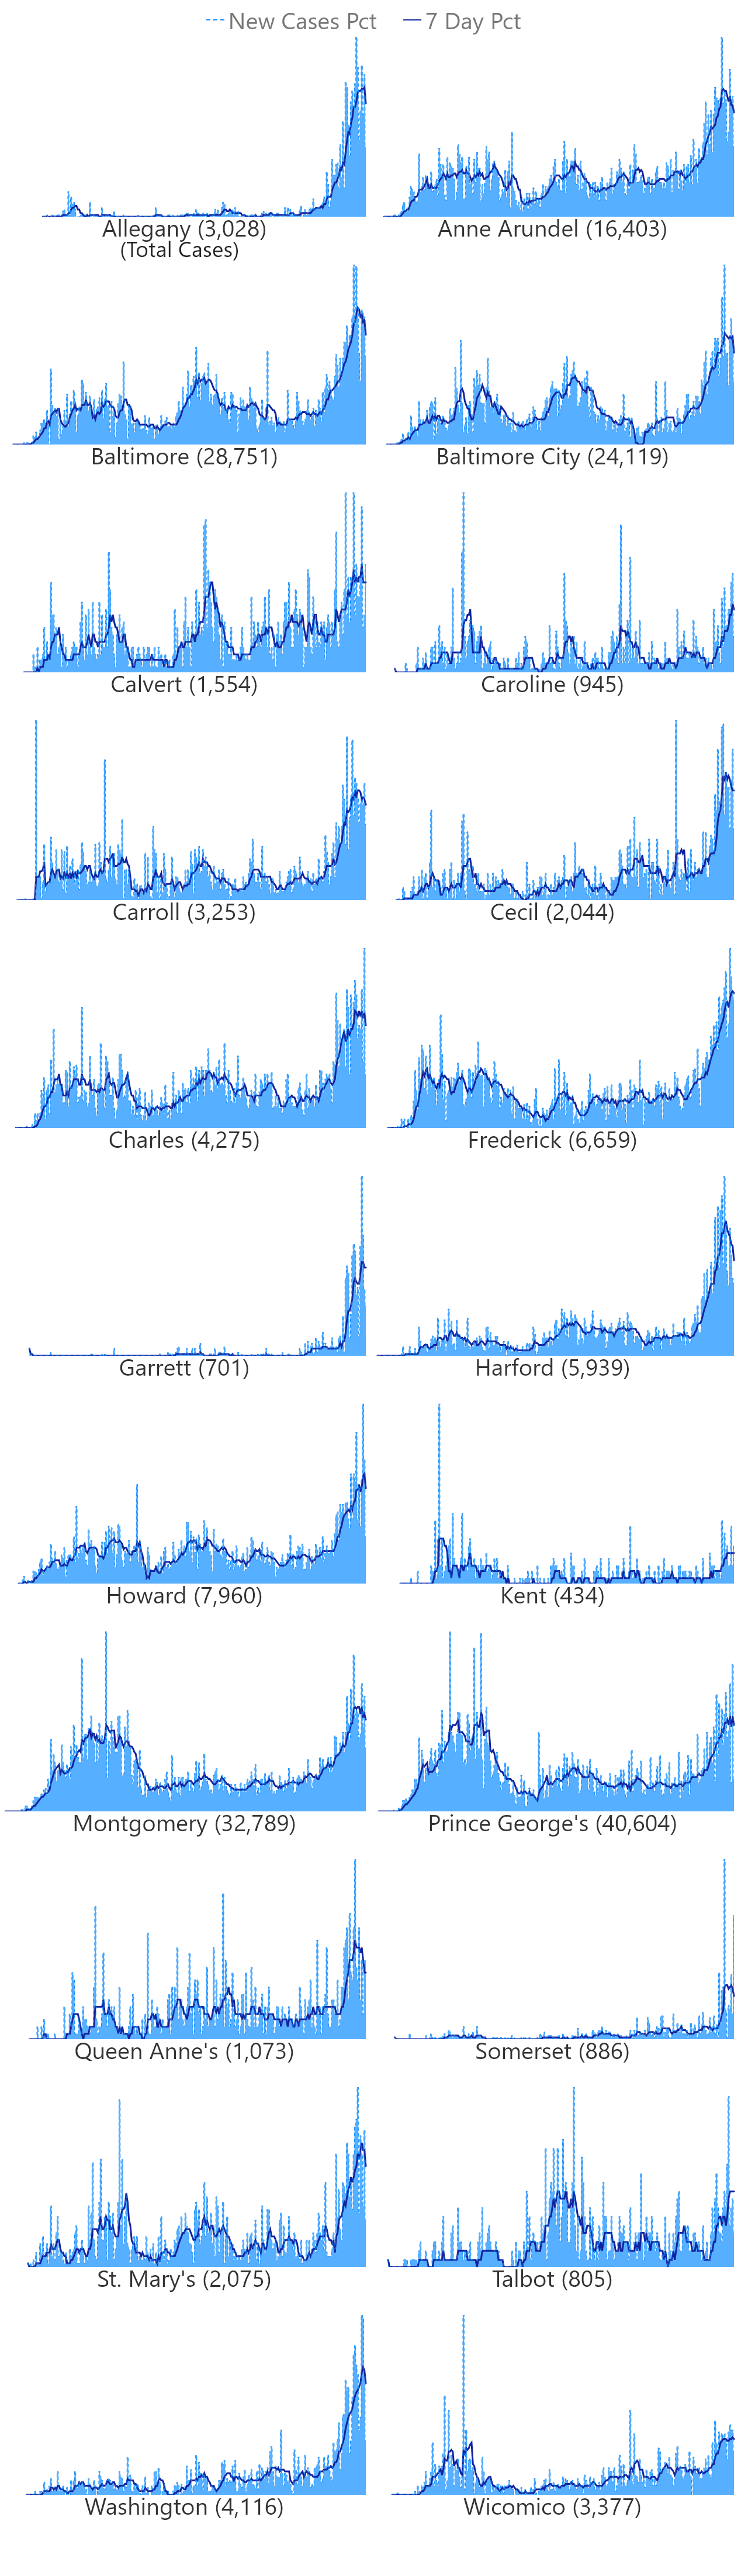 New Cases Pct 7 Day Pct
Allegany (3,028) Anne Arundel (16,403)
(Total Cases)
Baltimore (28,751) Baltimore City (24,119)
Calvert (1,554) Caroline (945)
Carroll (3,253) Cecil (2,044)
Charles (4,275) Frederick (6,659)
Garrett (701) Harford (5,939)
Howard (7,960) Kent (434)
Montgomery (32,789) Prince George's (40,604)
Queen Anne's (1,073) Somerset (886)
St. Mary's (2,075) Talbot (805)
Washington (4,116) Wicomico (3,377)